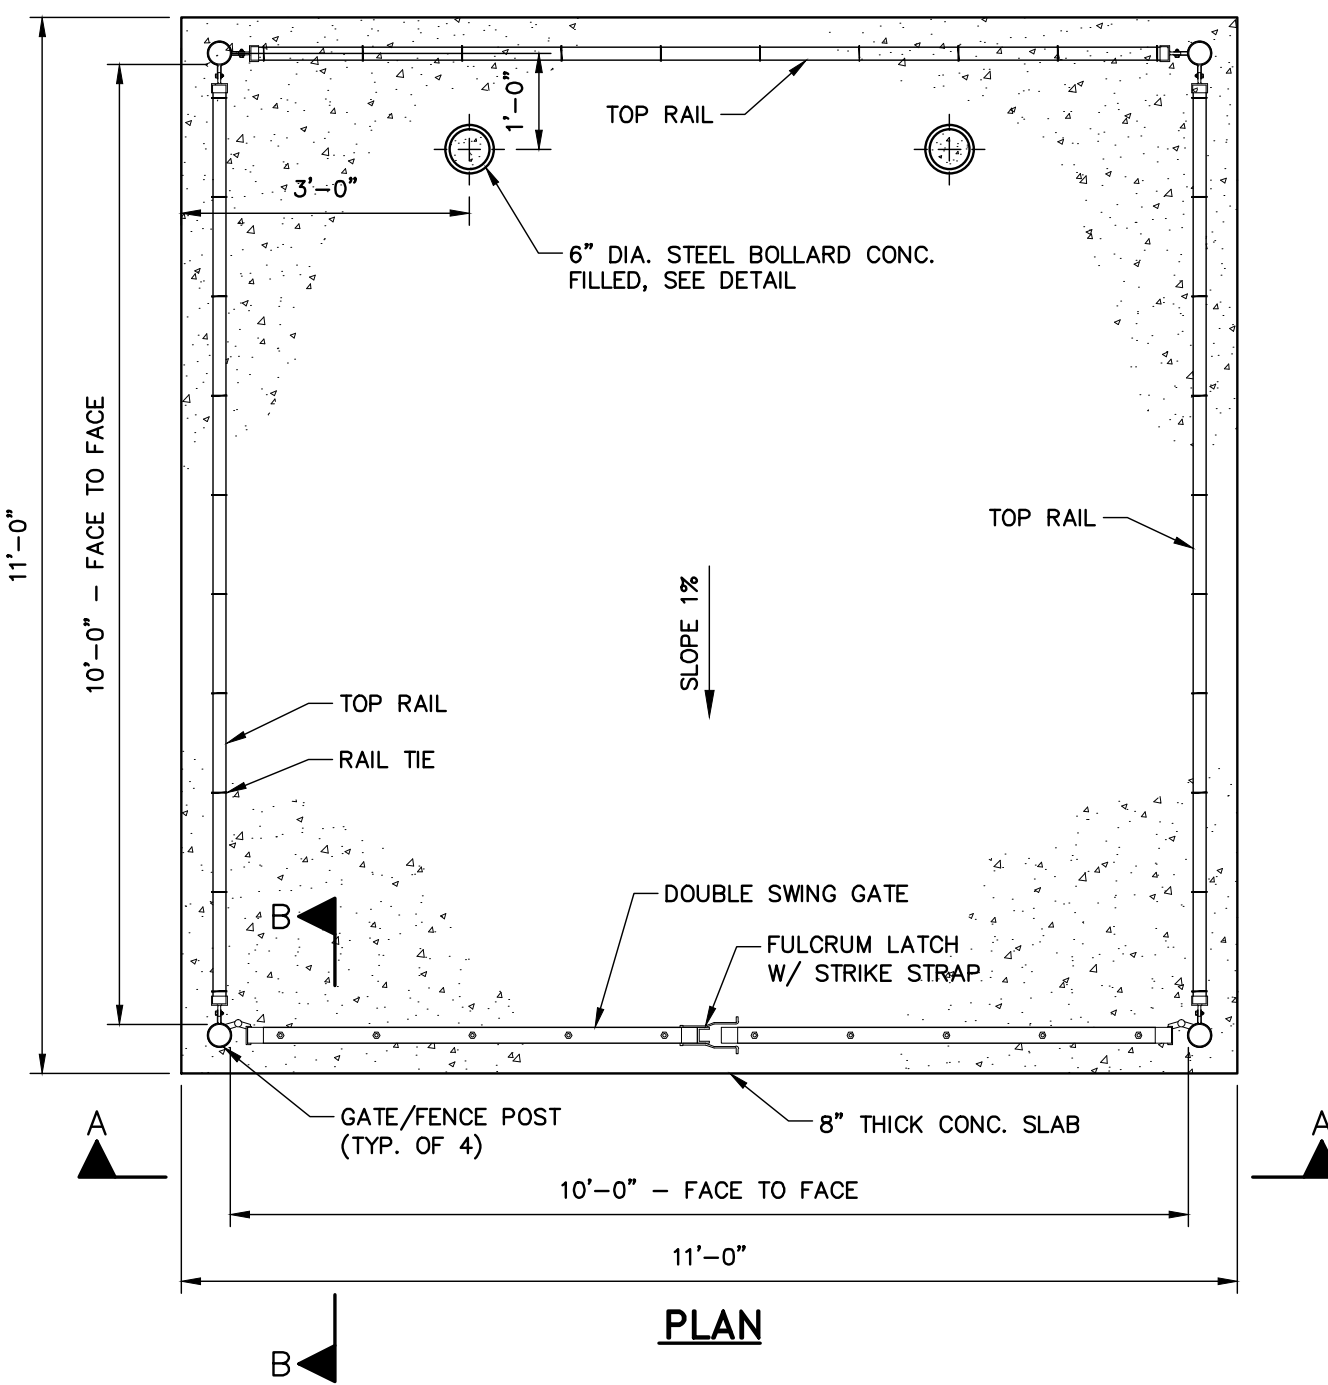 TOP RAIL
1'-0"
3'-0"
6" DIA. STEEL BOLLARD CONC.
FILLED, SEE DETAIL
11'-0"
10'-0" - FACE TO FACE
TOP RAIL
SLOPE 1%
TOP RAIL
RAIL TIE
DOUBLE SWING GATE
B
FULCRUM LATCH
W/ STRIKE STRAP
GATE/FENCE POST
(TYP. OF 4)
8" THICK CONC. SLAB
A
A
10'-0" - FACE TO FACE
11'-0"
PLAN
B